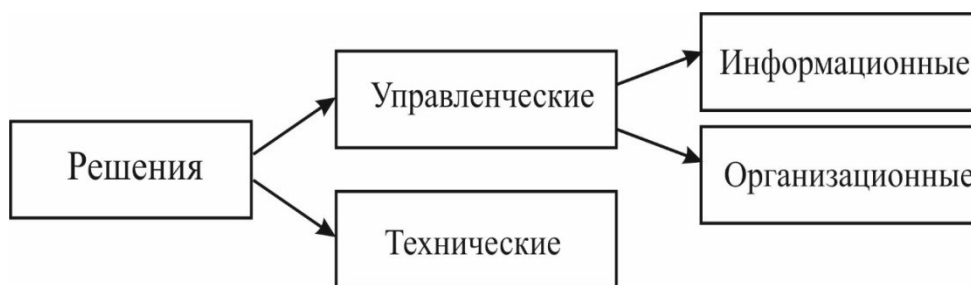 Решения
Управленческие
Технические
Информационные
Организационные